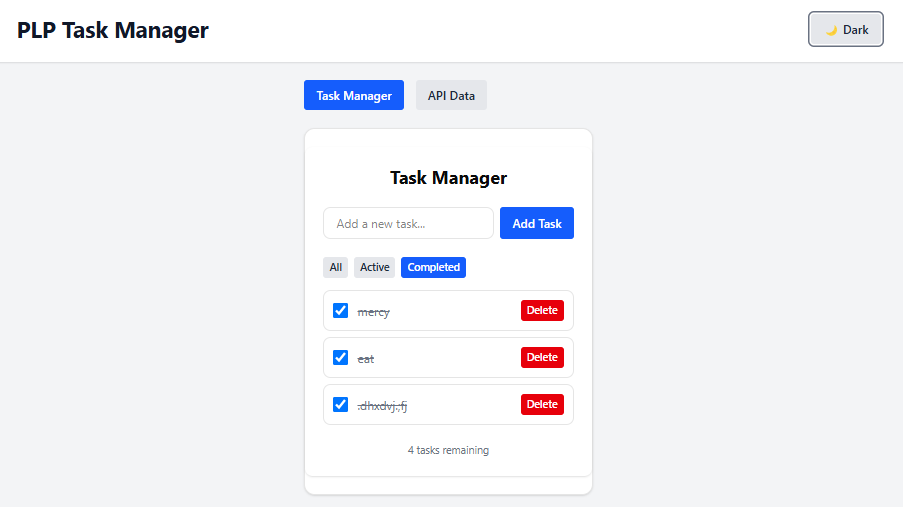 PLP Task Manager
🌙 Dark
Task Manager API Data
Task Manager
Add a new task... Add Task
All Active Completed
mercy Delete
eat Delete
.dhxdvj.;fj Delete
4 tasks remaining